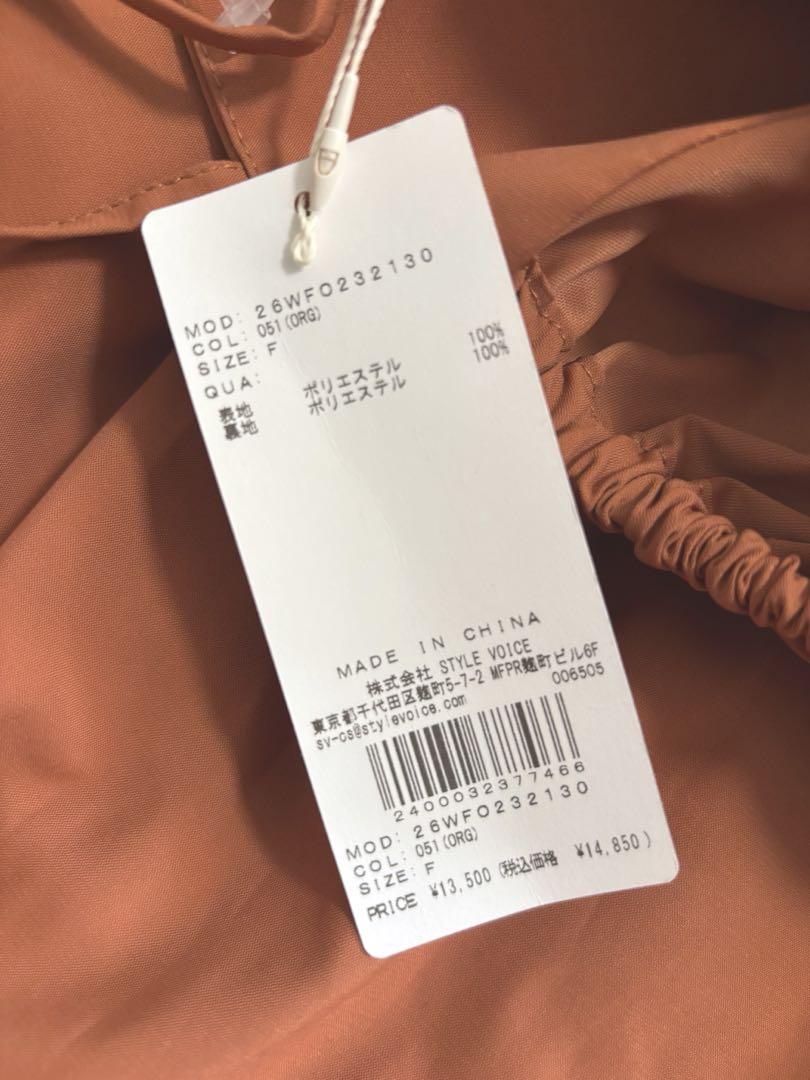 MOD: 26WFO232130
COL: 051(ORG)
SIZE: F
QUA:
表地 ポリエステル 100%
裏地 ポリエステル 100%
MADE IN CHINA
株式会社 STYLE VOICE
東京都千代田区麹町5-7-2 MFPR麹町ビル6F
sv-cs@stylevoice.com 006505
2400032377466
MOD: 26WFO232130
COL: 051(ORG)
SIZE: F
PRICE ¥13,500 (税込価格 ¥14,850)